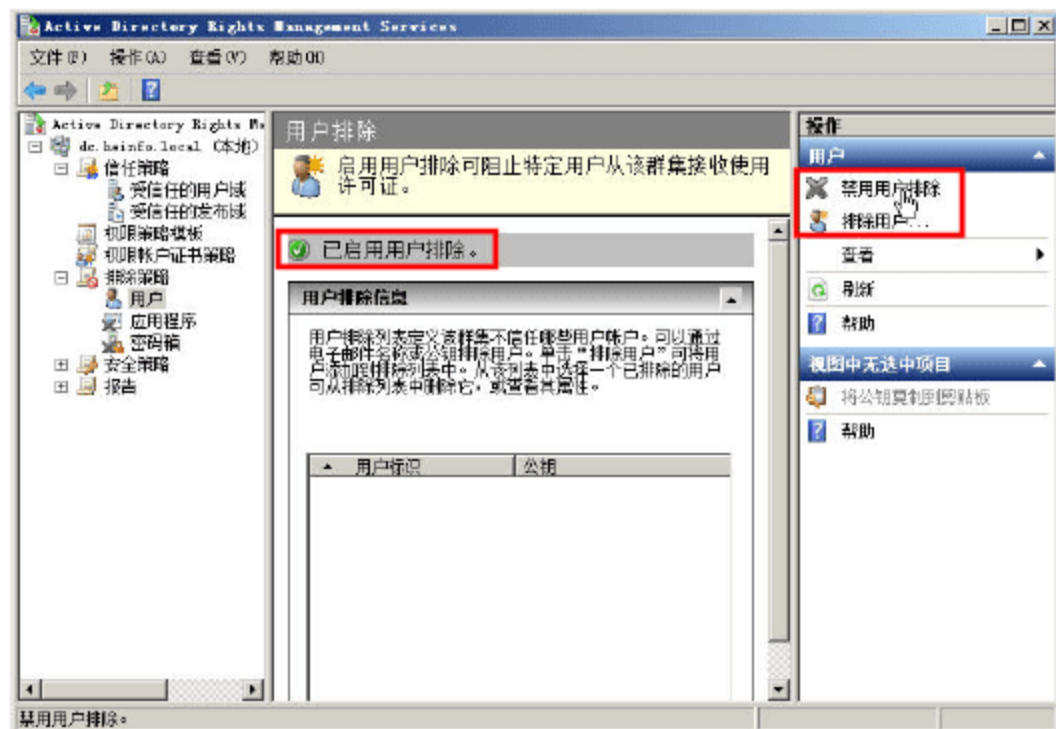 Active Directory Rights Management Services
文件(F) 操作(A) 查看(V) 帮助(H)
Active Directory Rights Ma
dc.hsinfo.local (本地)
信任策略
受信任的用户域
受信任的发布域
权限策略模板
权限帐户证书策略
排除策略
用户
应用程序
密码箱
安全策略
报告
用户排除
启用用户排除可阻止特定用户从该群集接收使用
许可证。
已启用用户排除。
用户排除信息
用户排除列表定义该群集不信任哪些用户帐户。可以通过
电子邮件名称或公钥排除用户。单击“排除用户”可将用
户添加到排除列表中。从该列表中选择一个已排除的用户
可从排除列表中删除它，或查看其属性。
用户标识 公钥
操作
用户
禁用用户排除
排除用户...
查看
刷新
帮助
视图中无选中项目
将公钥复制到剪贴板
帮助
禁用用户排除。